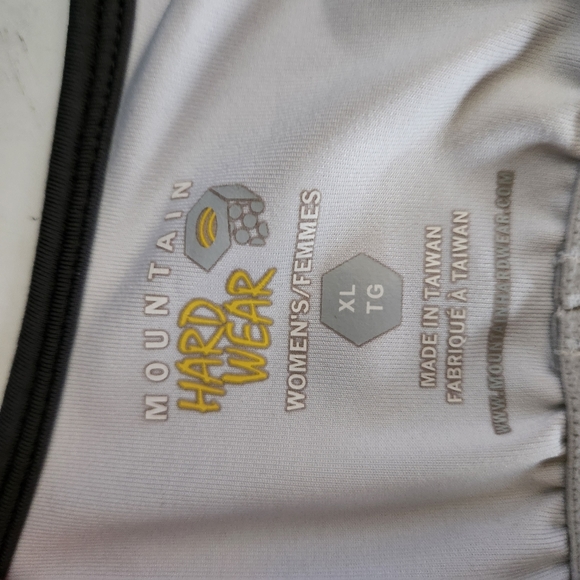 MOUNTAIN
HARD
WEAR
WOMEN'S/FEMMES
XL
TG
MADE IN TAIWAN
FABRIQUÉ À TAIWAN
WWW.MOUNTAINHARDWEAR.COM